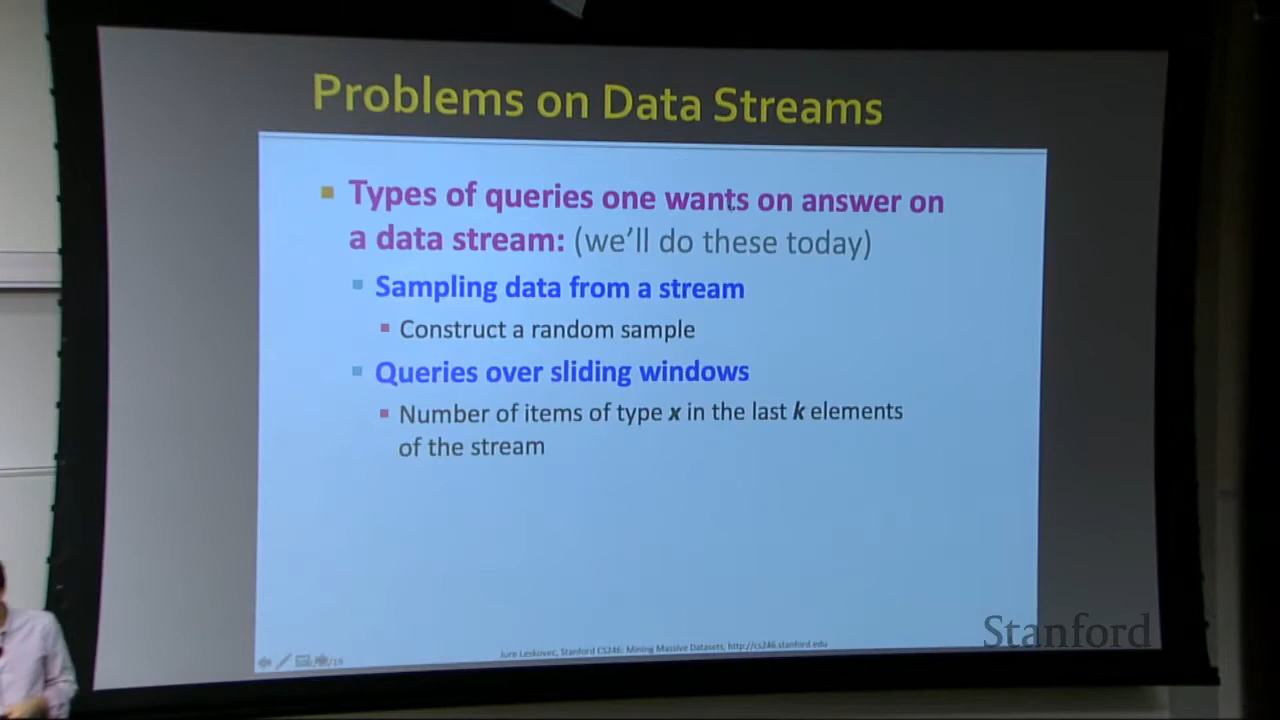 Problems on Data Streams
Types of queries one wants on answer on
a data stream: (we'll do these today)
Sampling data from a stream
Construct a random sample
Queries over sliding windows
Number of items of type x in the last k elements
of the stream
Stanford
Jure Leskovec, Stanford CS246: Mining Massive Datasets, http://cs246.stanford.edu